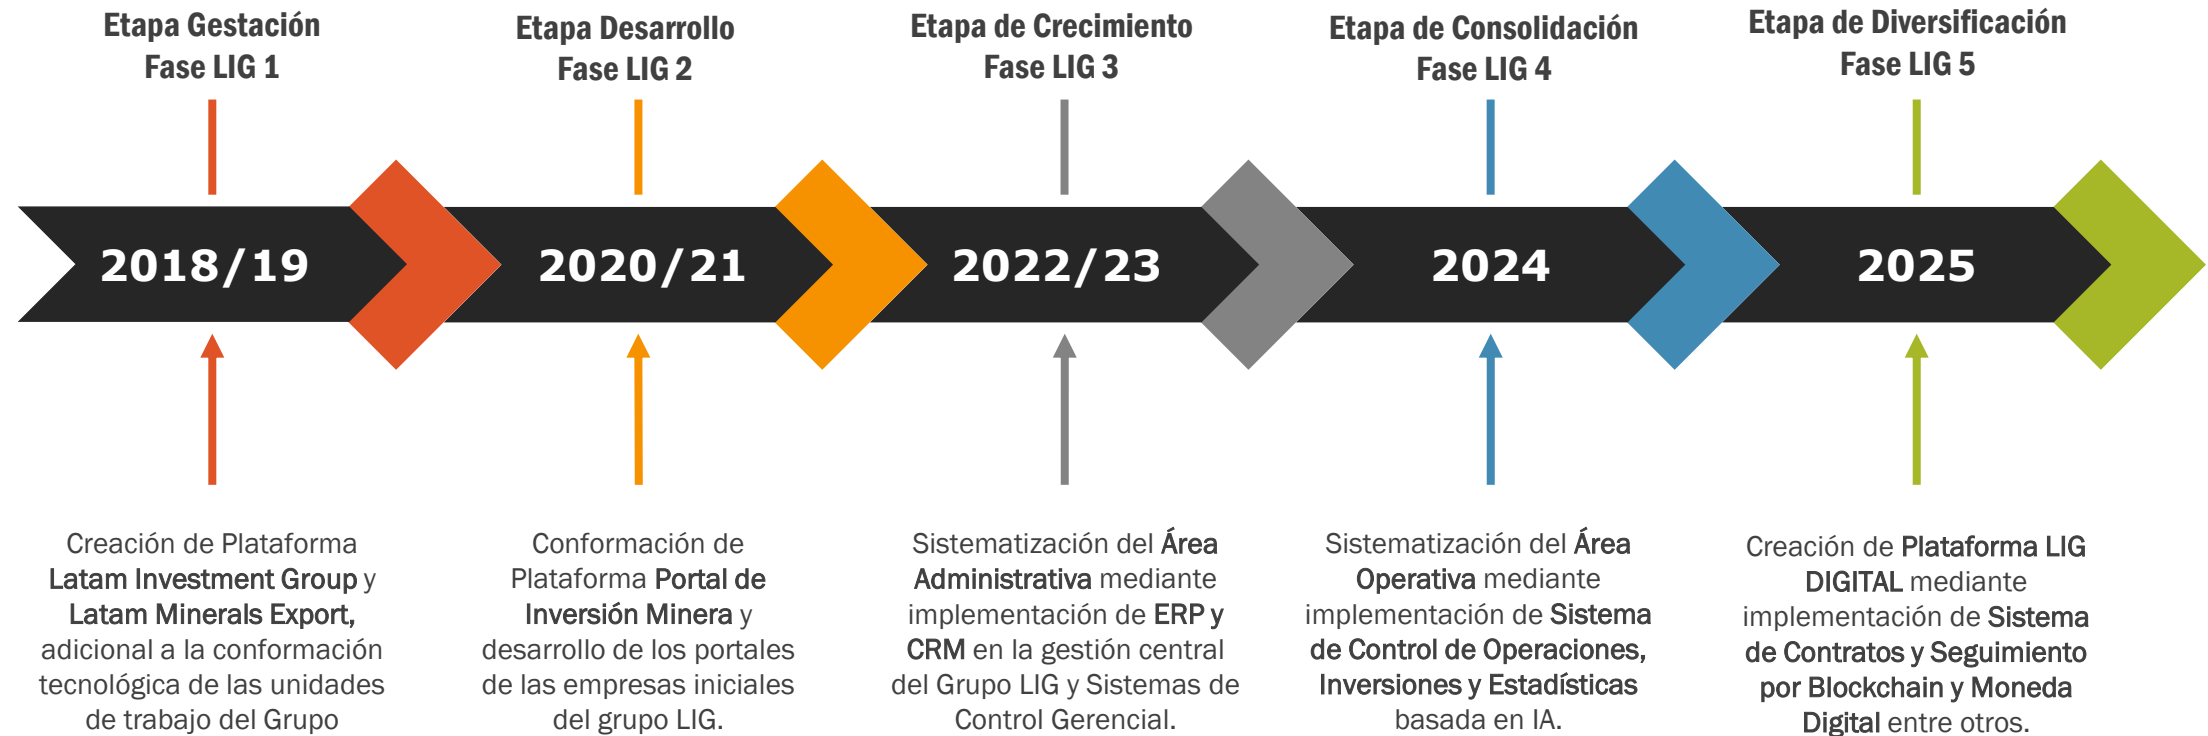 Etapa Gestación
Fase LIG 1
Etapa Desarrollo
Fase LIG 2
Etapa de Crecimiento
Fase LIG 3
Etapa de Consolidación
Fase LIG 4
Etapa de Diversificación
Fase LIG 5
2018/19
2020/21
2022/23
2024
2025
Creación de Plataforma
Latam Investment Group y
Latam Minerals Export,
adicional a la conformación
tecnológica de las unidades
de trabajo del Grupo
Conformación de
Plataforma Portal de
Inversión Minera y
desarrollo de los portales
de las empresas iniciales
del grupo LIG.
Sistematización del Área
Administrativa mediante
implementación de ERP y
CRM en la gestión central
del Grupo LIG y Sistemas de
Control Gerencial.
Sistematización del Área
Operativa mediante
implementación de Sistema
de Control de Operaciones,
Inversiones y Estadísticas
basada en IA.
Creación de Plataforma LIG
DIGITAL mediante
implementación de Sistema
de Contratos y Seguimiento
por Blockchain y Moneda
Digital entre otros.